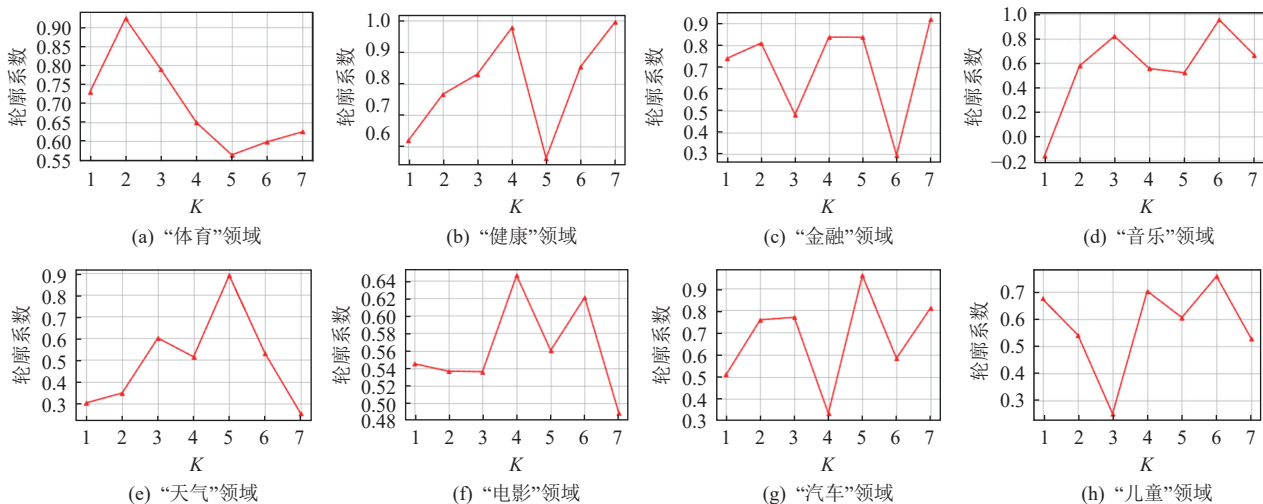 0.90
0.85
0.80
0.75
0.70
0.65
0.60
0.55
轮廓系数
1 2 3 4 5 6 7
K
(a) “体育”领域
1.0
0.9
0.8
0.7
0.6
轮廓系数
1 2 3 4 5 6 7
K
(b) “健康”领域
0.9
0.8
0.7
0.6
0.5
0.4
0.3
轮廓系数
1 2 3 4 5 6 7
K
(c) “金融”领域
1.0
0.8
0.6
0.4
0.2
0.0
−0.2
轮廓系数
1 2 3 4 5 6 7
K
(d) “音乐”领域
0.9
0.8
0.7
0.6
0.5
0.4
0.3
轮廓系数
1 2 3 4 5 6 7
K
(e) “天气”领域
0.64
0.62
0.60
0.58
0.56
0.54
0.52
0.50
0.48
轮廓系数
1 2 3 4 5 6 7
K
(f) “电影”领域
0.9
0.8
0.7
0.6
0.5
0.4
0.3
轮廓系数
1 2 3 4 5 6 7
K
(g) “汽车”领域
0.7
0.6
0.5
0.4
0.3
轮廓系数
1 2 3 4 5 6 7
K
(h) “儿童”领域